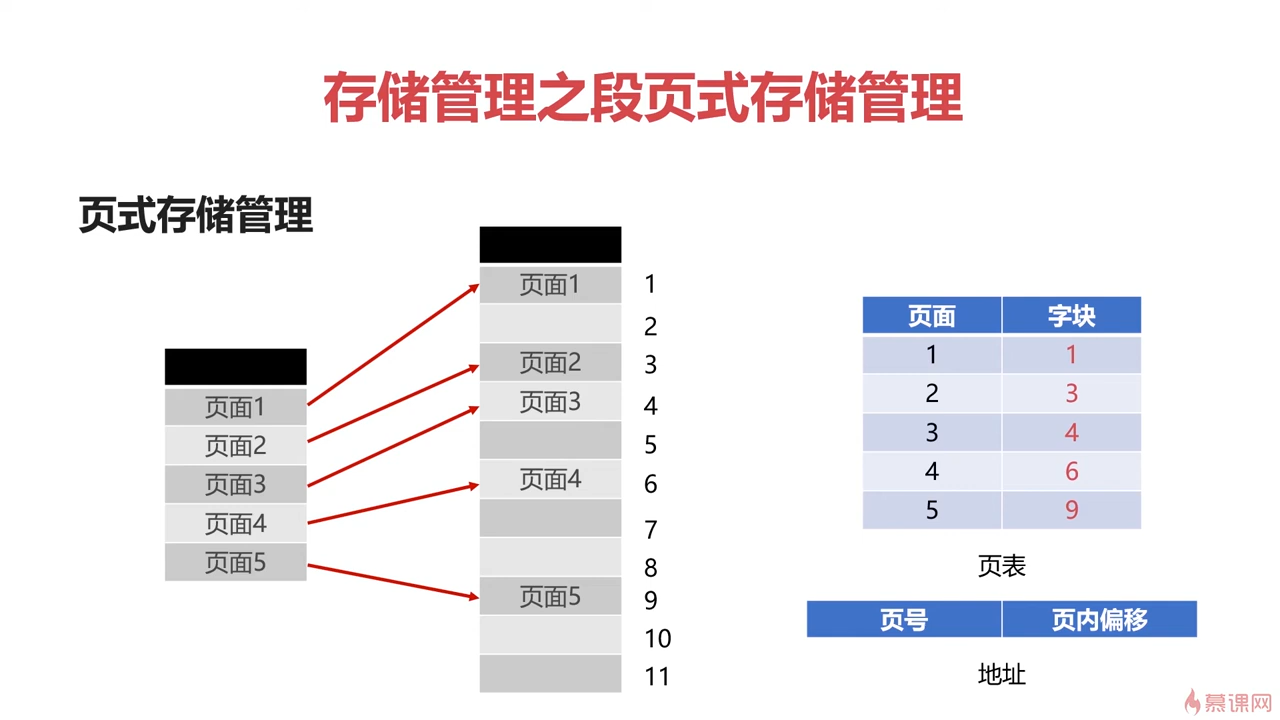 存储管理之段页式存储管理
页式存储管理
页面1
页面2
页面3
页面4
页面5
页面1 1
2
页面2 3
页面3 4
5
页面4 6
7
8
页面5 9
10
11
页面 字块
1 1
2 3
3 4
4 6
5 9
页表
页号 页内偏移
地址
慕课网